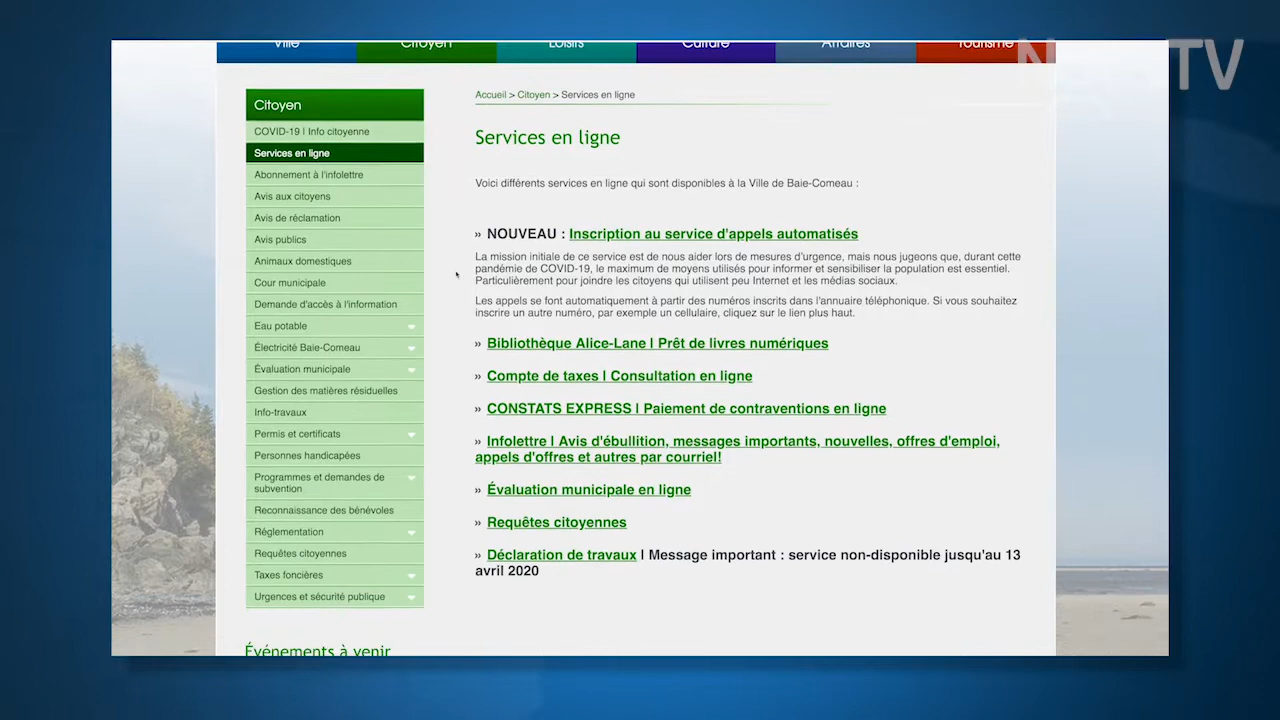 Ville Citoyen Loisirs Culture Affaires Tourisme
TV
Citoyen
COVID-19 | Info citoyenne
Services en ligne
Abonnement à l'infolettre
Avis aux citoyens
Avis de réclamation
Avis publics
Animaux domestiques
Cour municipale
Demande d'accès à l'information
Eau potable
Électricité Baie-Comeau
Évaluation municipale
Gestion des matières résiduelles
Info-travaux
Permis et certificats
Personnes handicapées
Programmes et demandes de
subvention
Reconnaissance des bénévoles
Réglementation
Requêtes citoyennes
Taxes foncières
Urgences et sécurité publique
Événements à venir
Accueil > Citoyen > Services en ligne
Services en ligne
Voici différents services en ligne qui sont disponibles à la Ville de Baie-Comeau :
» NOUVEAU : Inscription au service d'appels automatisés
La mission initiale de ce service est de nous aider lors de mesures d'urgence, mais nous jugeons que, durant cette
pandémie de COVID-19, le maximum de moyens utilisés pour informer et sensibiliser la population est essentiel.
Particulièrement pour joindre les citoyens qui utilisent peu Internet et les médias sociaux.
Les appels se font automatiquement à partir des numéros inscrits dans l'annuaire téléphonique. Si vous souhaitez
inscrire un autre numéro, par exemple un cellulaire, cliquez sur le lien plus haut.
» Bibliothèque Alice-Lane | Prêt de livres numériques
» Compte de taxes | Consultation en ligne
» CONSTATS EXPRESS | Paiement de contraventions en ligne
» Infolettre | Avis d'ébullition, messages importants, nouvelles, offres d'emploi,
appels d'offres et autres par courriel!
» Évaluation municipale en ligne
» Requêtes citoyennes
» Déclaration de travaux | Message important : service non-disponible jusqu'au 13
avril 2020